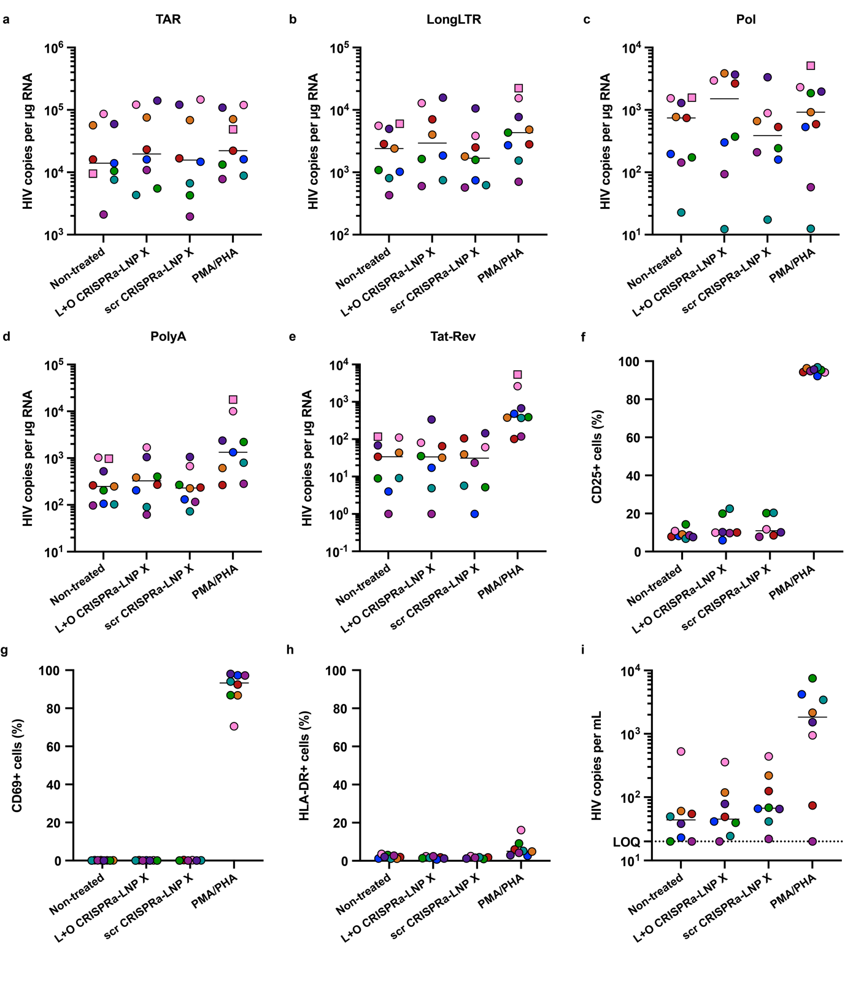 a TAR b LongLTR c Pol
HIV copies per µg RNA
10^6
10^5
10^4
10^3
Non-treated
L+O CRISPRa-LNP X
scr CRISPRa-LNP X
PMA/PHA
HIV copies per µg RNA
10^5
10^4
10^3
10^2
Non-treated
L+O CRISPRa-LNP X
scr CRISPRa-LNP X
PMA/PHA
HIV copies per µg RNA
10^4
10^3
10^2
10^1
Non-treated
L+O CRISPRa-LNP X
scr CRISPRa-LNP X
PMA/PHA
d PolyA e Tat-Rev f
HIV copies per µg RNA
10^5
10^4
10^3
10^2
10^1
Non-treated
L+O CRISPRa-LNP X
scr CRISPRa-LNP X
PMA/PHA
HIV copies per µg RNA
10^4
10^3
10^2
10^1
10^0
10^-1
Non-treated
L+O CRISPRa-LNP X
scr CRISPRa-LNP X
PMA/PHA
CD25+ cells (%)
100
80
60
40
20
0
Non-treated
L+O CRISPRa-LNP X
scr CRISPRa-LNP X
PMA/PHA
g h i
CD69+ cells (%)
100
80
60
40
20
0
Non-treated
L+O CRISPRa-LNP X
scr CRISPRa-LNP X
PMA/PHA
HLA-DR+ cells (%)
100
80
60
40
20
0
Non-treated
L+O CRISPRa-LNP X
scr CRISPRa-LNP X
PMA/PHA
HIV copies per mL
10^4
10^3
10^2
LOQ
10^1
Non-treated
L+O CRISPRa-LNP X
scr CRISPRa-LNP X
PMA/PHA